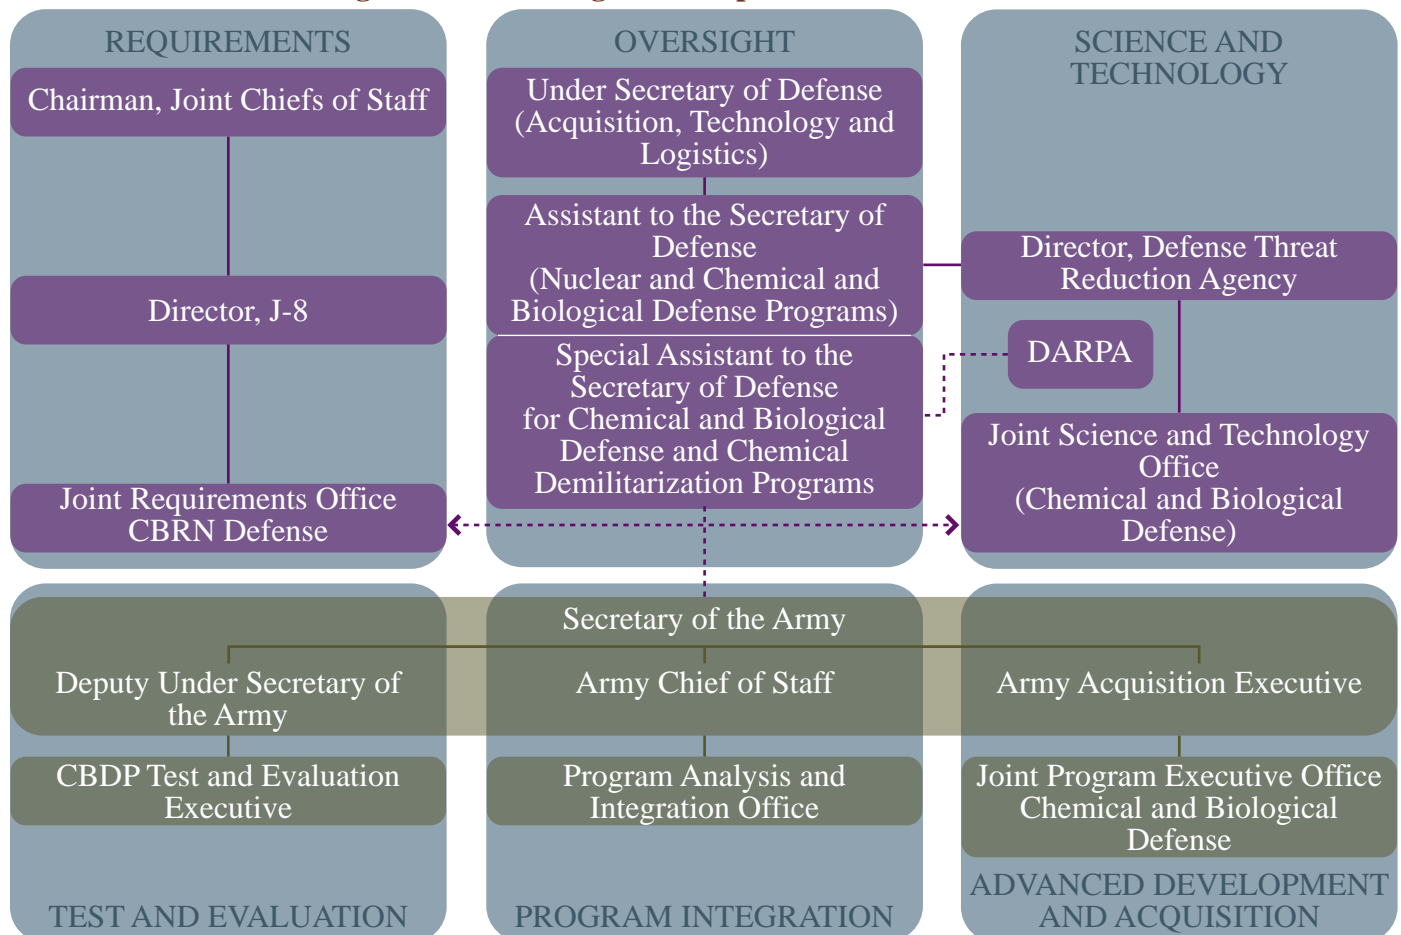 REQUIREMENTS
Chairman, Joint Chiefs of Staff
Director, J-8
Joint Requirements Office
CBRN Defense
OVERSIGHT
Under Secretary of Defense
(Acquisition, Technology and
Logistics)
Assistant to the Secretary of
Defense
(Nuclear and Chemical and
Biological Defense Programs)
Special Assistant to the
Secretary of Defense
for Chemical and Biological
Defense and Chemical
Demilitarization Programs
SCIENCE AND
TECHNOLOGY
Director, Defense Threat
Reduction Agency
DARPA
Joint Science and Technology
Office
(Chemical and Biological
Defense)
Secretary of the Army
Deputy Under Secretary of
the Army
CBDP Test and Evaluation
Executive
TEST AND EVALUATION
Army Chief of Staff
Program Analysis and
Integration Office
PROGRAM INTEGRATION
Army Acquisition Executive
Joint Program Executive Office
Chemical and Biological
Defense
ADVANCED DEVELOPMENT
AND ACQUISITION